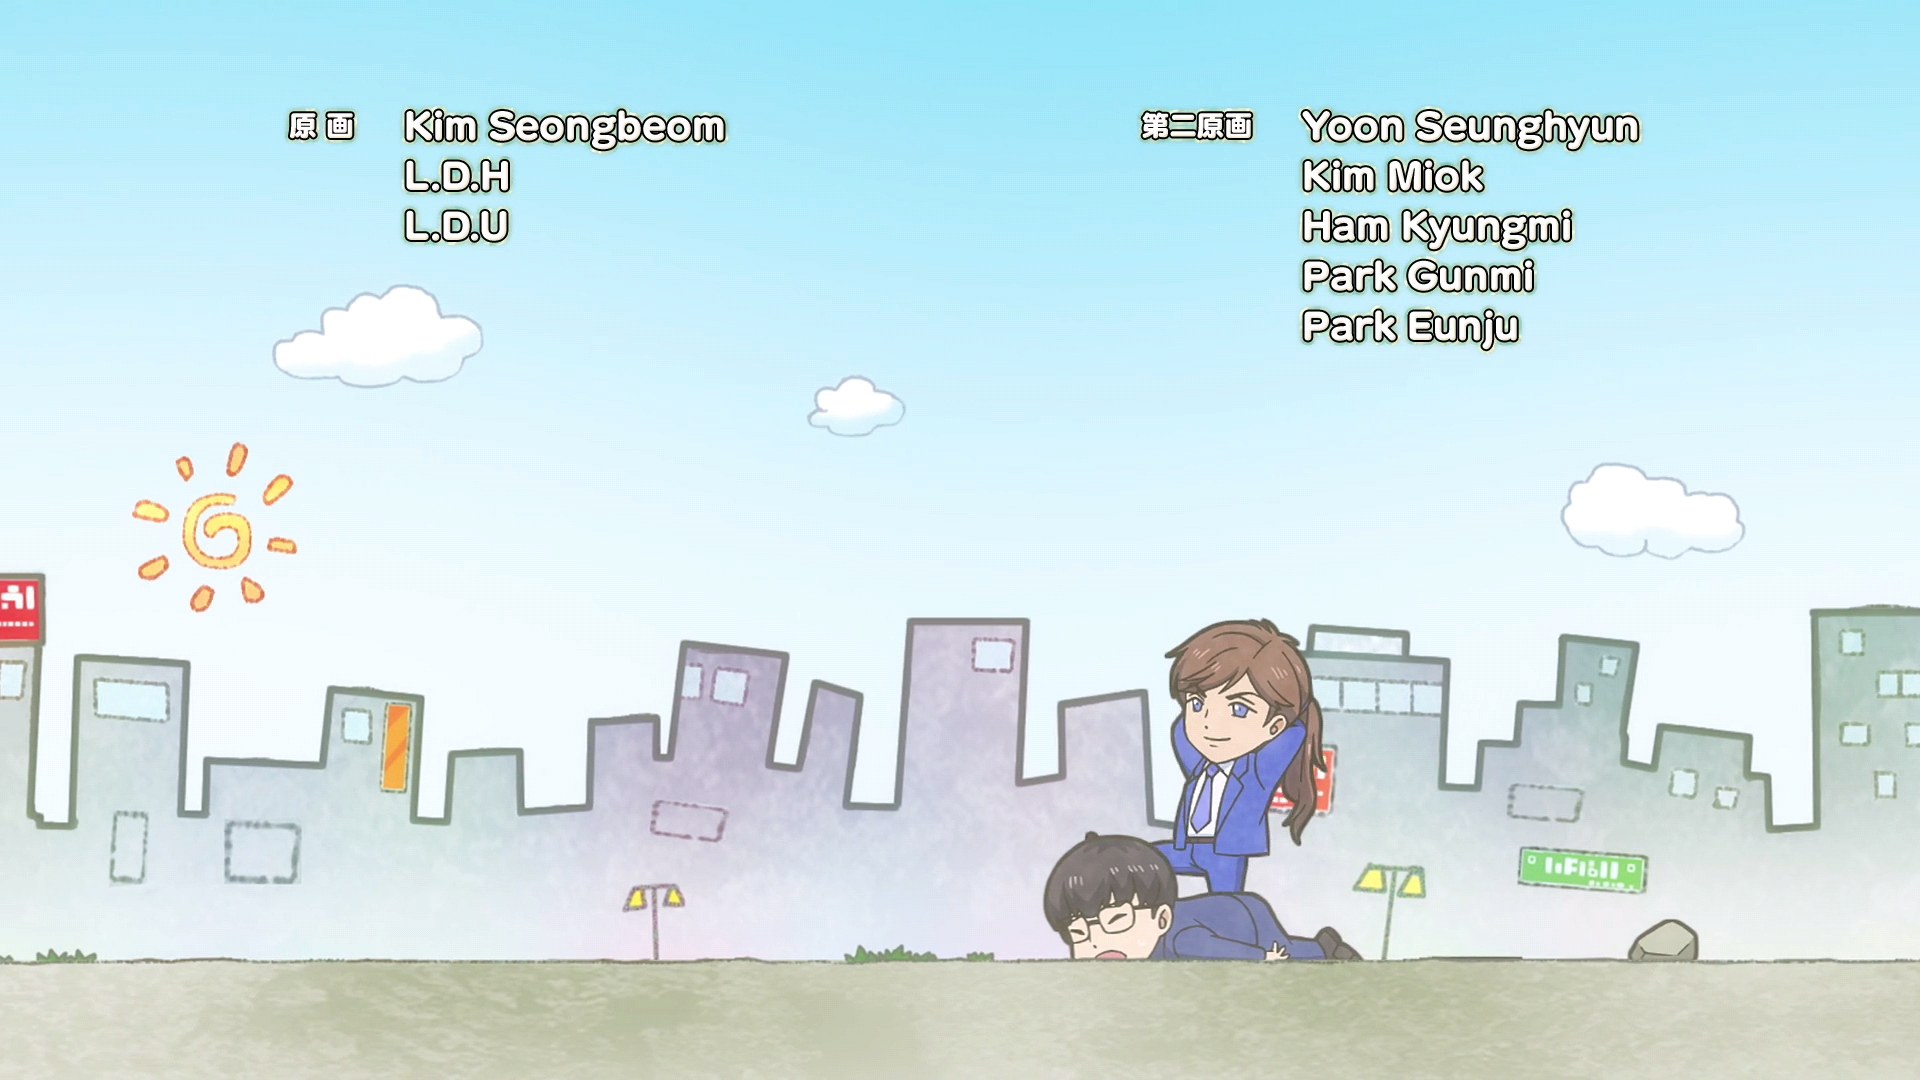 原画 Kim Seongbeom
L.D.H
L.D.U
第二原画 Yoon Seunghyun
Kim Miok
Ham Kyungmi
Park Gunmi
Park Eunju